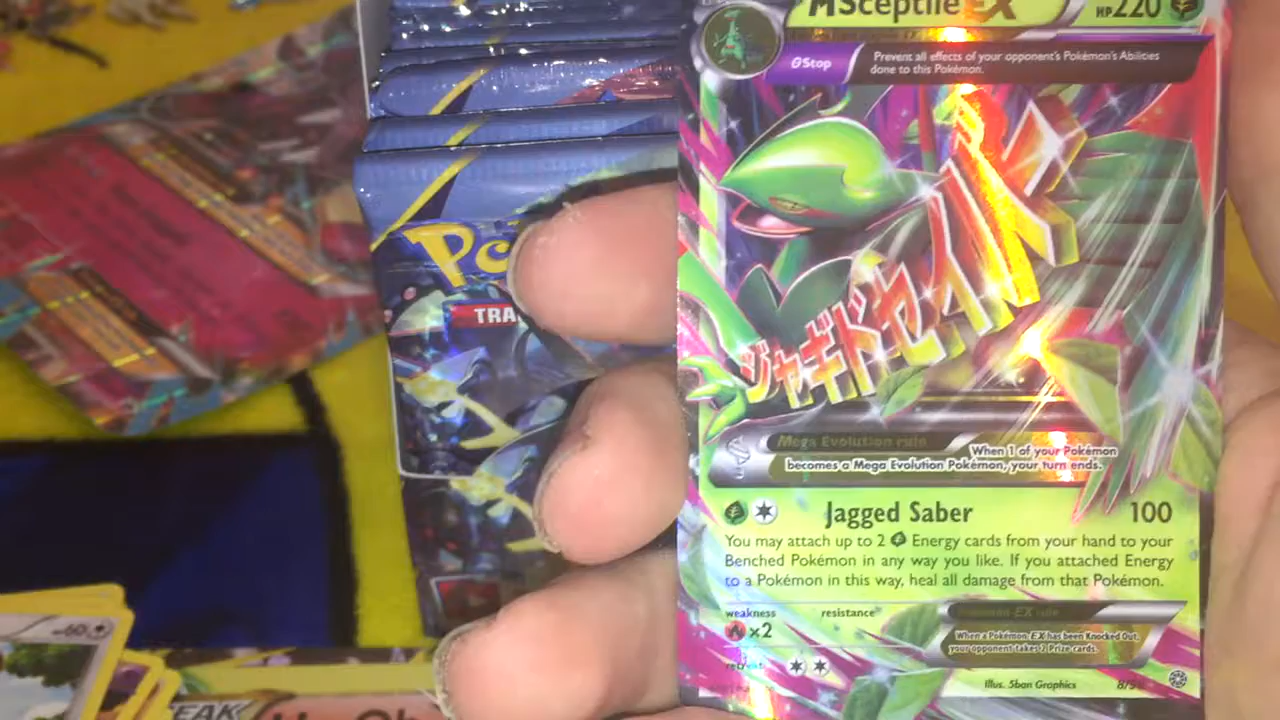 MSceptile EX HP220
θStop Prevent all effects of your opponent's Pokémon's Abilities
done to this Pokémon.
ジャギドセイバー
Mega Evolution rule When 1 of your Pokémon
becomes a Mega Evolution Pokémon, your turn ends.
Jagged Saber 100
You may attach up to 2 Energy cards from your hand to your
Benched Pokémon in any way you like. If you attached Energy
to a Pokémon in this way, heal all damage from that Pokémon.
weakness resistance
×2
retreat
Pokémon-EX rule
When a Pokémon-EX has been Knocked Out,
your opponent takes 2 Prize cards.
Illus. 5ban Graphics
60